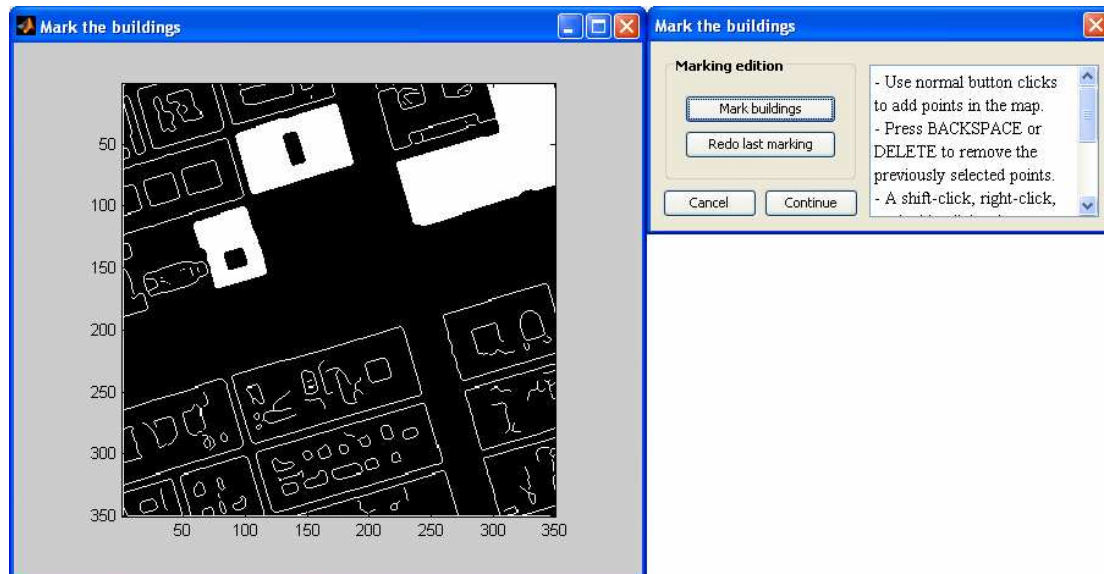 Mark the buildings
50
100
150
200
250
300
350
50 100 150 200 250 300 350
Mark the buildings
Marking edition
Mark buildings
Redo last marking
Cancel Continue
- Use normal button clicks
to add points in the map.
- Press BACKSPACE or
DELETE to remove the
previously selected points.
- A shift-click, right-click,